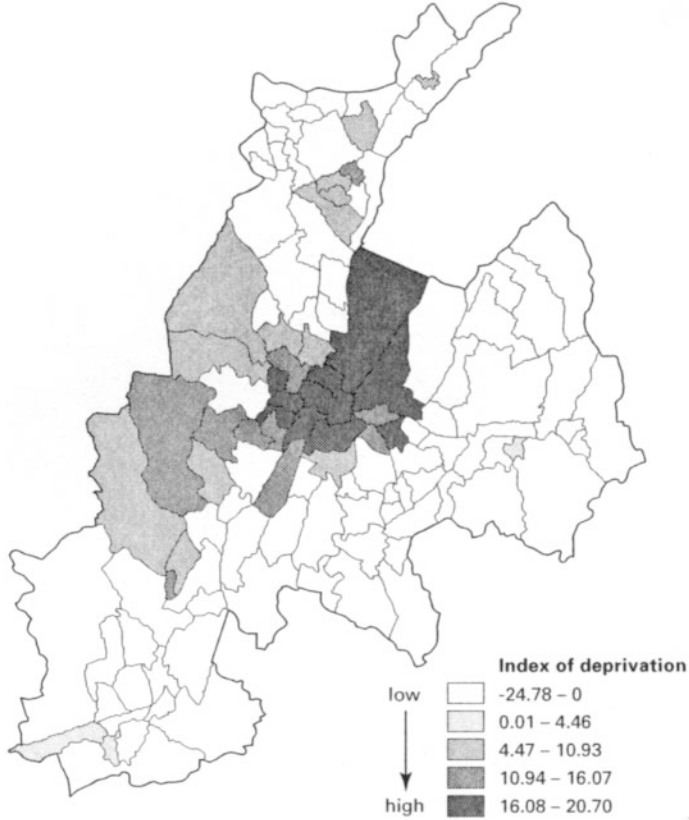 Index of deprivation
low
-24.78 – 0
0.01 – 4.46
4.47 – 10.93
10.94 – 16.07
high
16.08 – 20.70